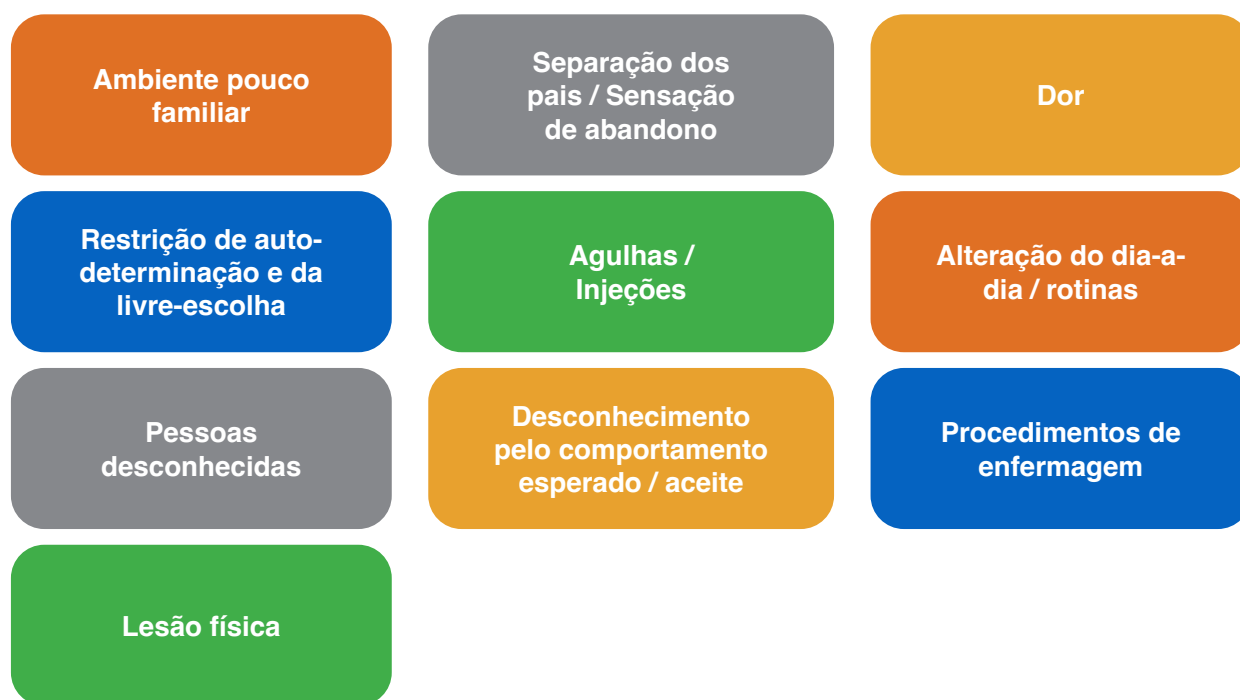 Ambiente pouco
familiar
Separação dos
pais / Sensação
de abandono
Dor
Restrição de auto-
determinação e da
livre-escolha
Agulhas /
Injeções
Alteração do dia-a-
dia / rotinas
Pessoas
desconhecidas
Desconhecimento
pelo comportamento
esperado / aceite
Procedimentos de
enfermagem
Lesão física